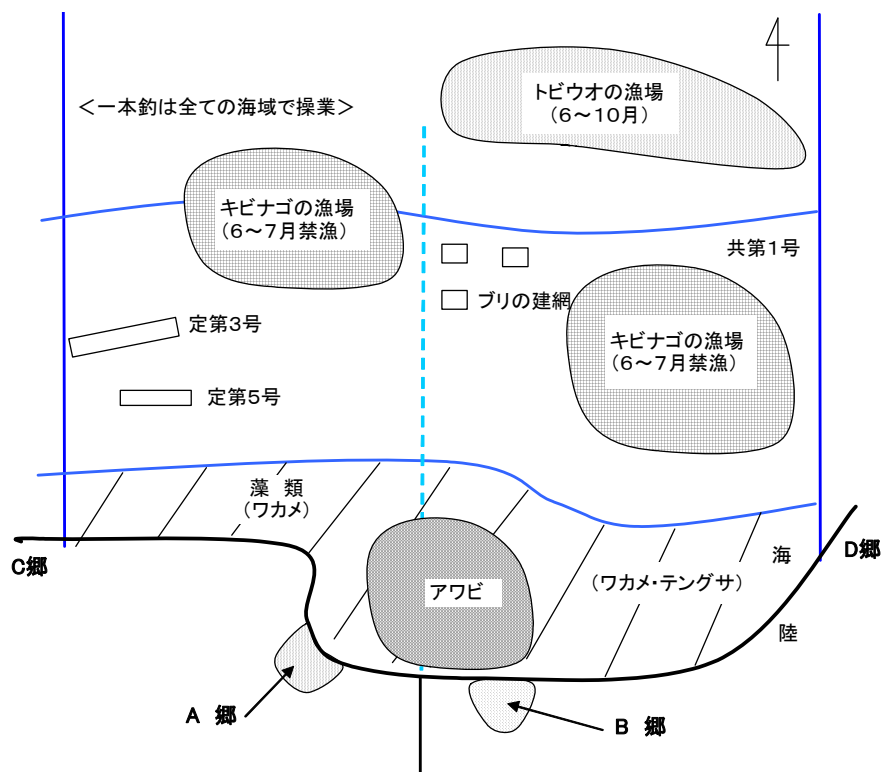 トビウオの漁場
(6～10月)
＜一本釣は全ての海域で操業＞
キビナゴの漁場
(6～7月禁漁)
共第1号
ブリの建網
定第3号
キビナゴの漁場
(6～7月禁漁)
定第5号
藻 類
(ワカメ)
海
D郷
C郷
アワビ
(ワカメ・テングサ)
陸
A 郷
B 郷